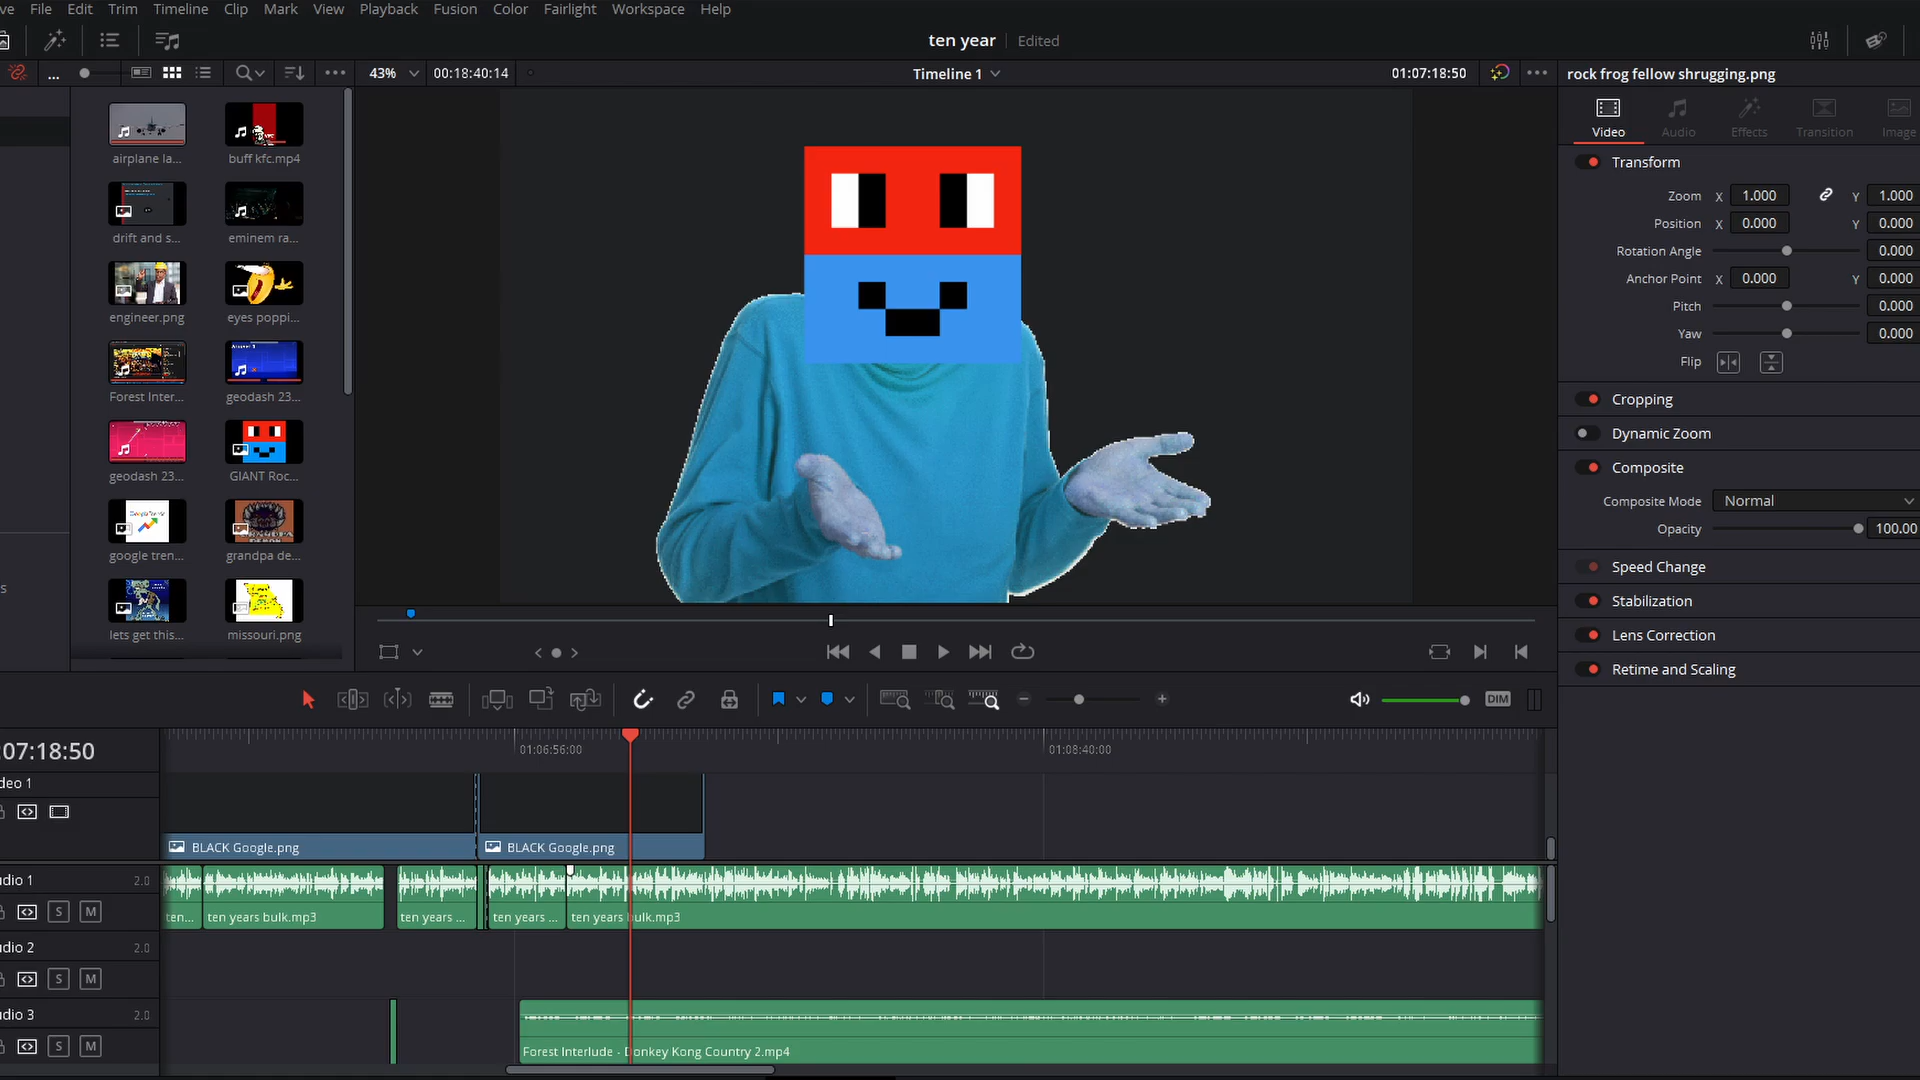 ve File Edit Trim Timeline Clip Mark View Playback Fusion Color Fairlight Workspace Help
ten year Edited
... 43% 00:18:40:14 Timeline 1 01:07:18:50 rock frog fellow shrugging.png
Video Audio Effects Transition Image
airplane la... buff kfc.mp4
drift and s... eminem ra...
engineer.png eyes poppi...
Forest Inter... geodash 23...
geodash 23... GIANT Roc...
google tren... grandpa de...
lets get this... missouri.png
s
Transform
Zoom X 1.000 Y 1.000
Position X 0.000 Y 0.000
Rotation Angle 0.000
Anchor Point X 0.000 Y 0.000
Pitch 0.000
Yaw 0.000
Flip
Cropping
Dynamic Zoom
Composite
Composite Mode Normal
Opacity 100.00
Speed Change
Stabilization
Lens Correction
Retime and Scaling
DIM
:07:18:50 01:06:56:00 01:08:40:00
deo 1
BLACK Google.png BLACK Google.png
udio 1 2.0
S M ten... ten years bulk.mp3 ten years ... ten years ... ten years bulk.mp3
udio 2 2.0
S M
udio 3 2.0
S M Forest Interlude - Donkey Kong Country 2.mp4